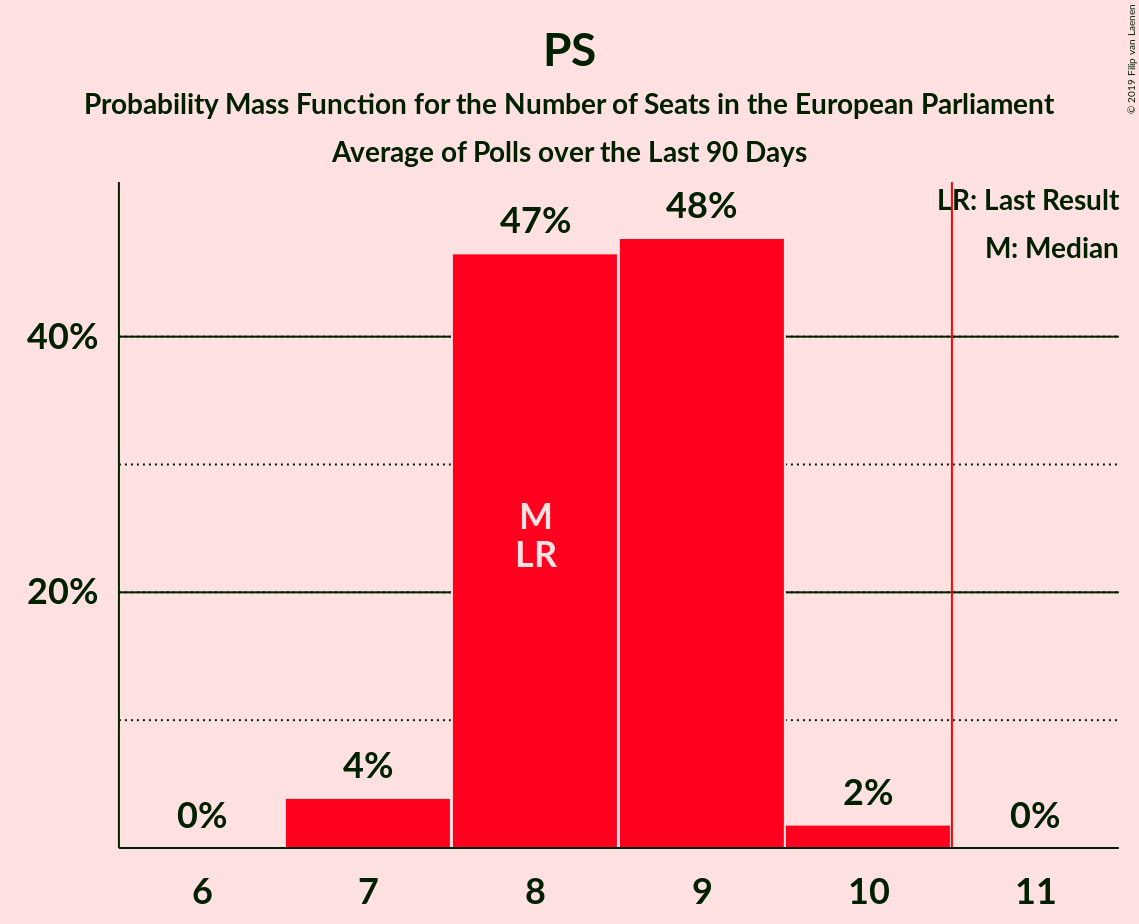 PS
Probability Mass Function for the Number of Seats in the European Parliament
Average of Polls over the Last 90 Days
© 2019 Filip van Laenen
LR: Last Result
M: Median
47%
48%
40%
M
LR
20%
4%
2%
0%
0%
6 7 8 9 10 11